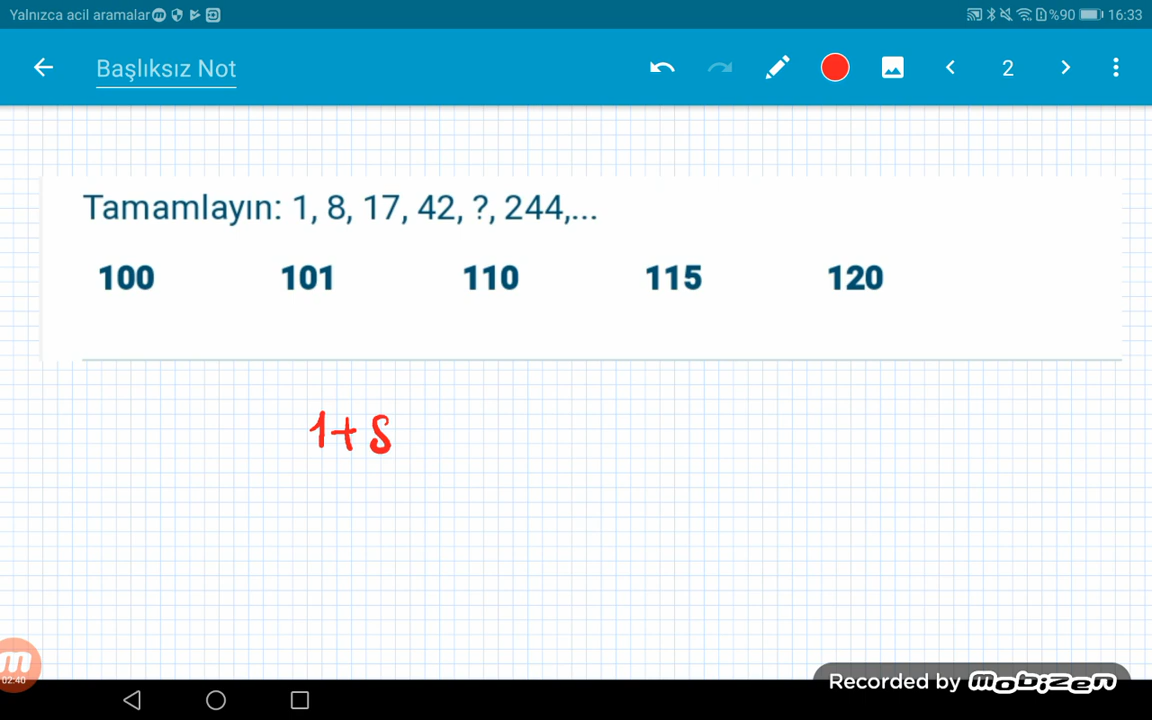 Yalnızca acil aramalar %90 16:33
Başlıksız Not 2
Tamamlayın: 1, 8, 17, 42, ?, 244,...
100 101 110 115 120
1+8
02:40
Recorded by mobizen